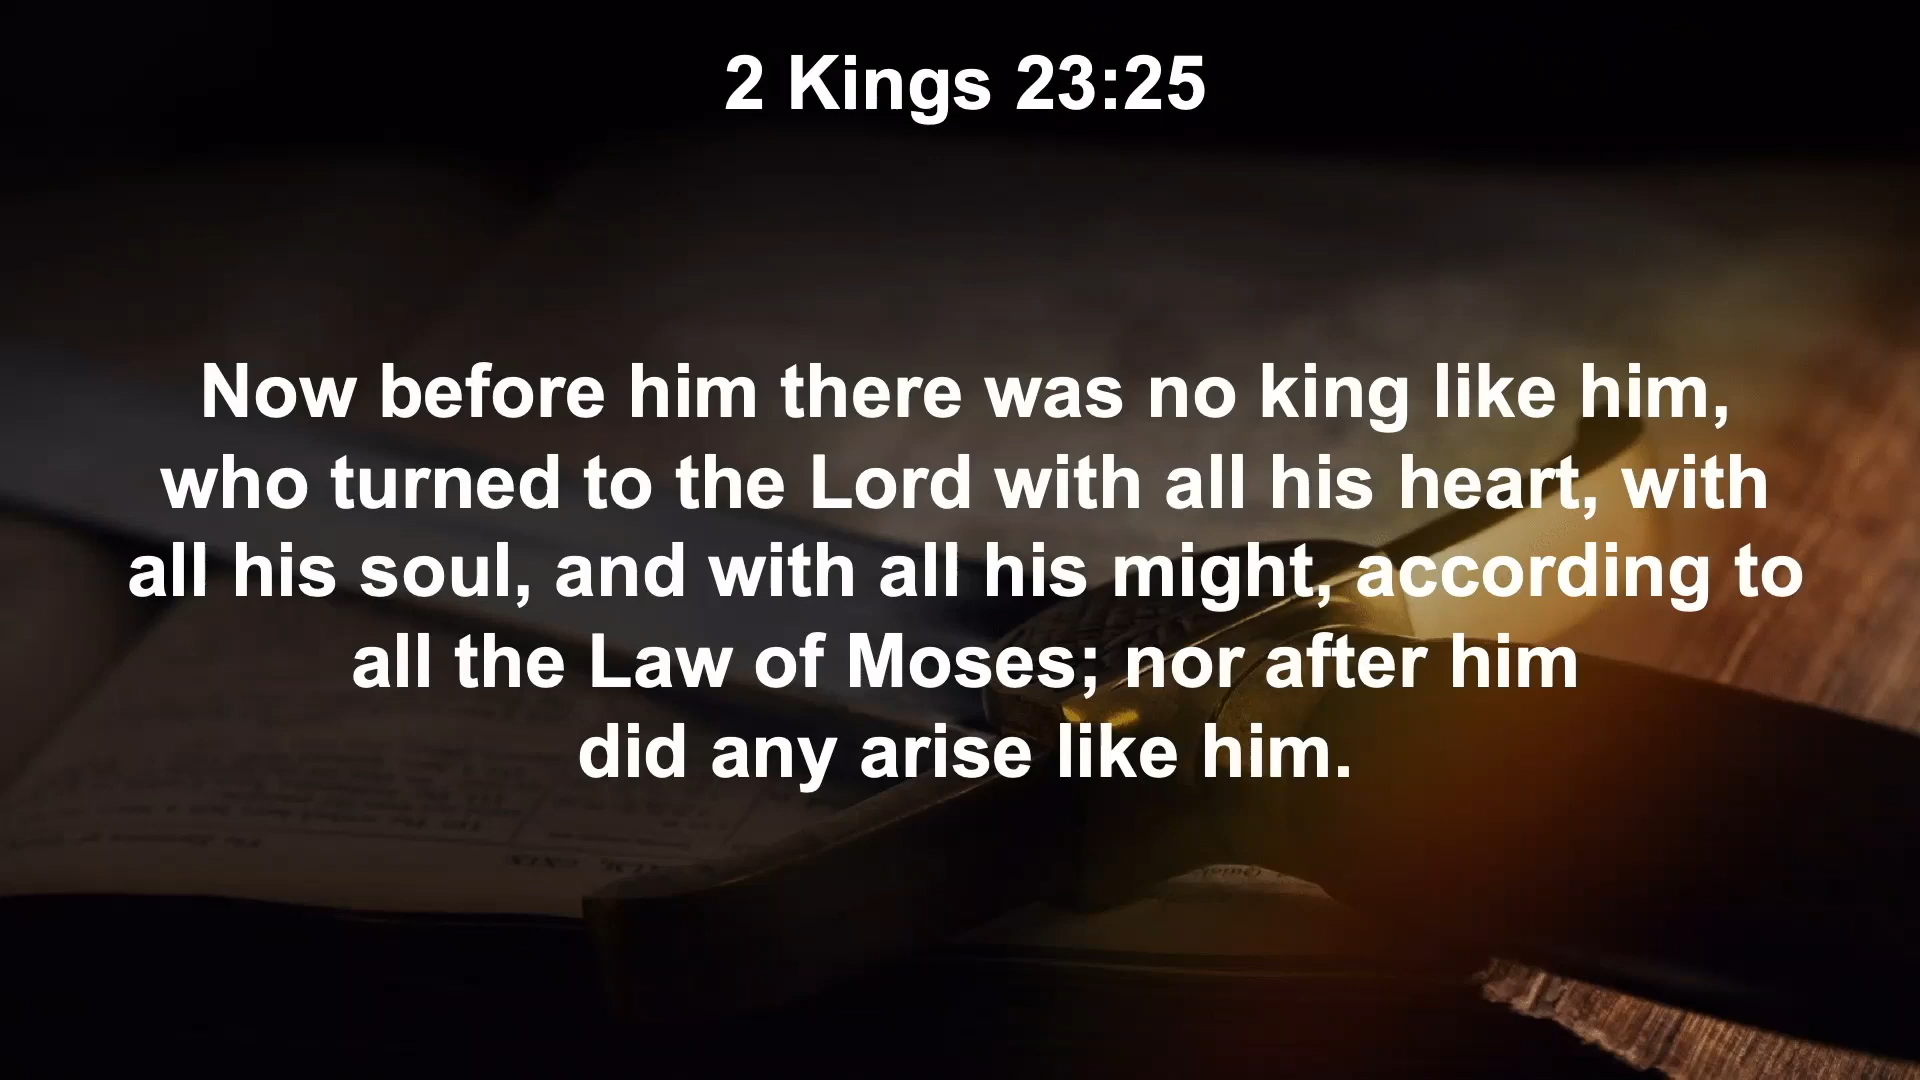 2 Kings 23:25
Now before him there was no king like him,
who turned to the Lord with all his heart, with
all his soul, and with all his might, according to
all the Law of Moses; nor after him
did any arise like him.